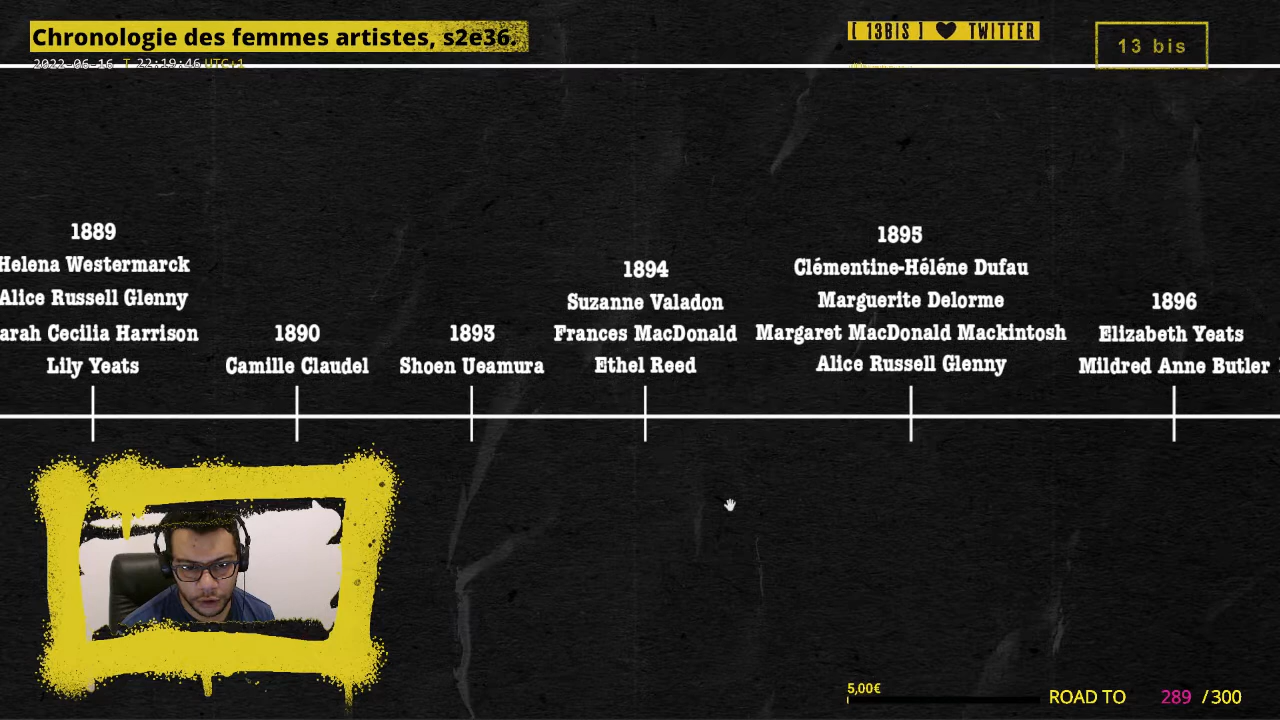 Chronologie des femmes artistes, s2e36.
[ 13BIS ] ♥ TWITTER
13 bis
2022-06-16 T 22:19:46 UTC+1
1889
Helena Westermarck
Alice Russell Glenny
arah Cecilia Harrison
Lily Yeats
1890
Camille Claudel
1893
Shoen Ueamura
1894
Suzanne Valadon
Frances MacDonald
Ethel Reed
1895
Clémentine-Héléne Dufau
Marguerite Delorme
Margaret MacDonald Mackintosh
Alice Russell Glenny
1896
Elizabeth Yeats
Mildred Anne Butler
5,00€
ROAD TO 289 /300